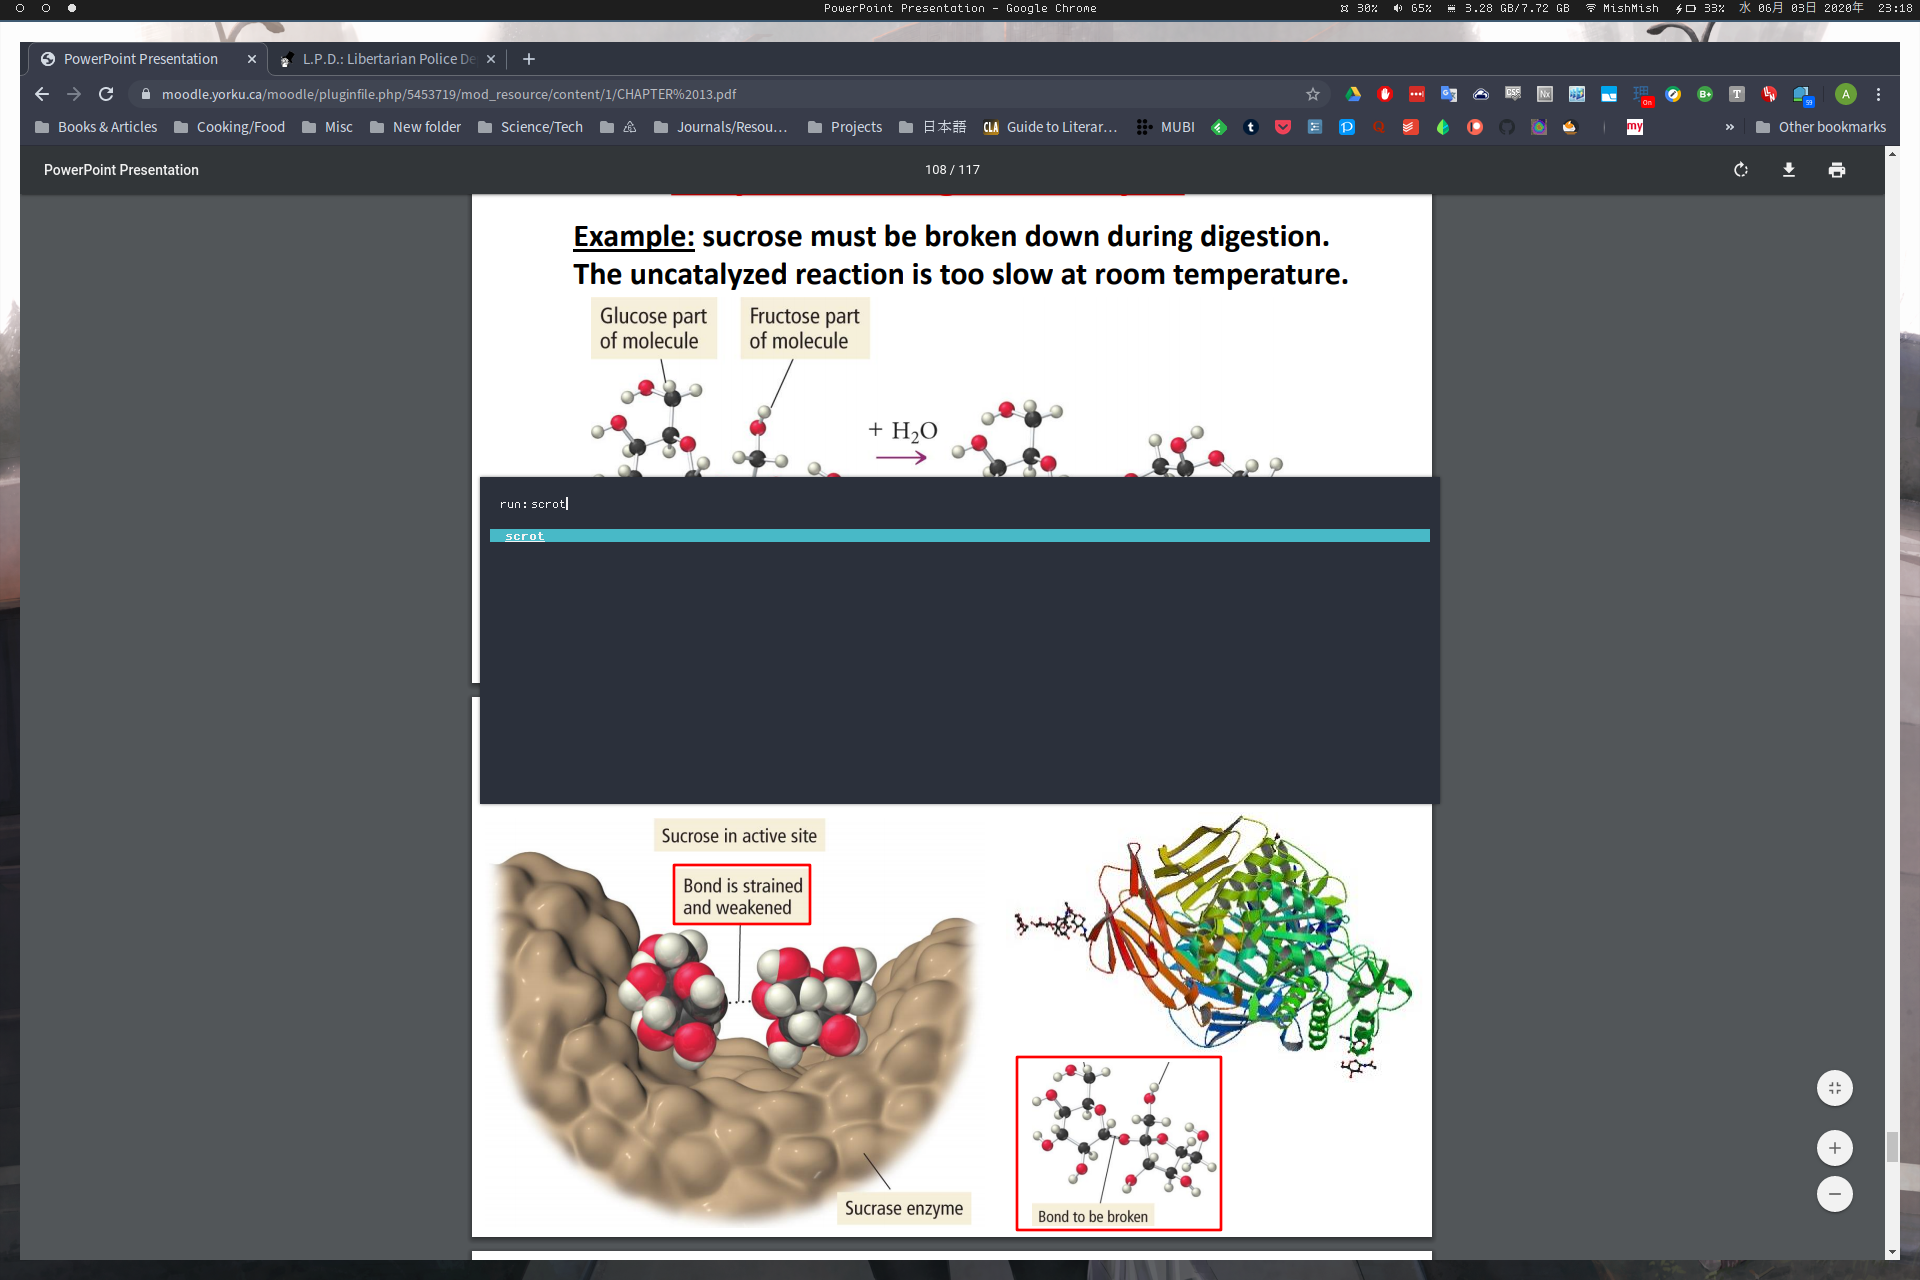 PowerPoint Presentation - Google Chrome
30% 65% 3.28 GB/7.72 GB MishMish 33% 水 06月 03日 2020年 23:18
PowerPoint Presentation
L.P.D.: Libertarian Police De
moodle.yorku.ca/moodle/pluginfile.php/5453719/mod_resource/content/1/CHAPTER%2013.pdf
Books & Articles Cooking/Food Misc New folder Science/Tech Journals/Resou... Projects 日本語 CLA Guide to Literar... MUBI my » Other bookmarks
PowerPoint Presentation
108 / 117
Example: sucrose must be broken down during digestion.
The uncatalyzed reaction is too slow at room temperature.
Glucose part
of molecule
Fructose part
of molecule
+ H₂O
run: scrot
scrot
Sucrose in active site
Bond is strained
and weakened
Sucrase enzyme
Bond to be broken